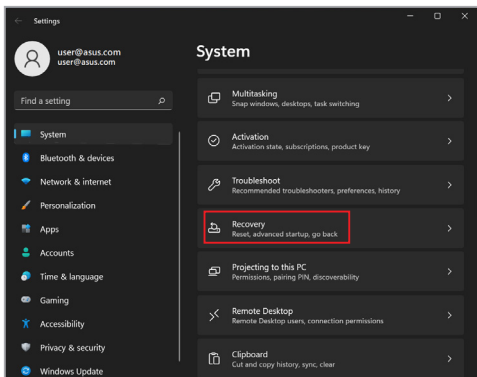 Settings
user@asus.com
user@asus.com
Find a setting
System
Bluetooth & devices
Network & internet
Personalization
Apps
Accounts
Time & language
Gaming
Accessibility
Privacy & security
Windows Update
System
Multitasking
Snap windows, desktops, task switching
Activation
Activation state, subscriptions, product key
Troubleshoot
Recommended troubleshooters, preferences, history
Recovery
Reset, advanced startup, go back
Projecting to this PC
Permissions, pairing PIN, discoverability
Remote Desktop
Remote Desktop users, connection permissions
Clipboard
Cut and copy history, sync, clear